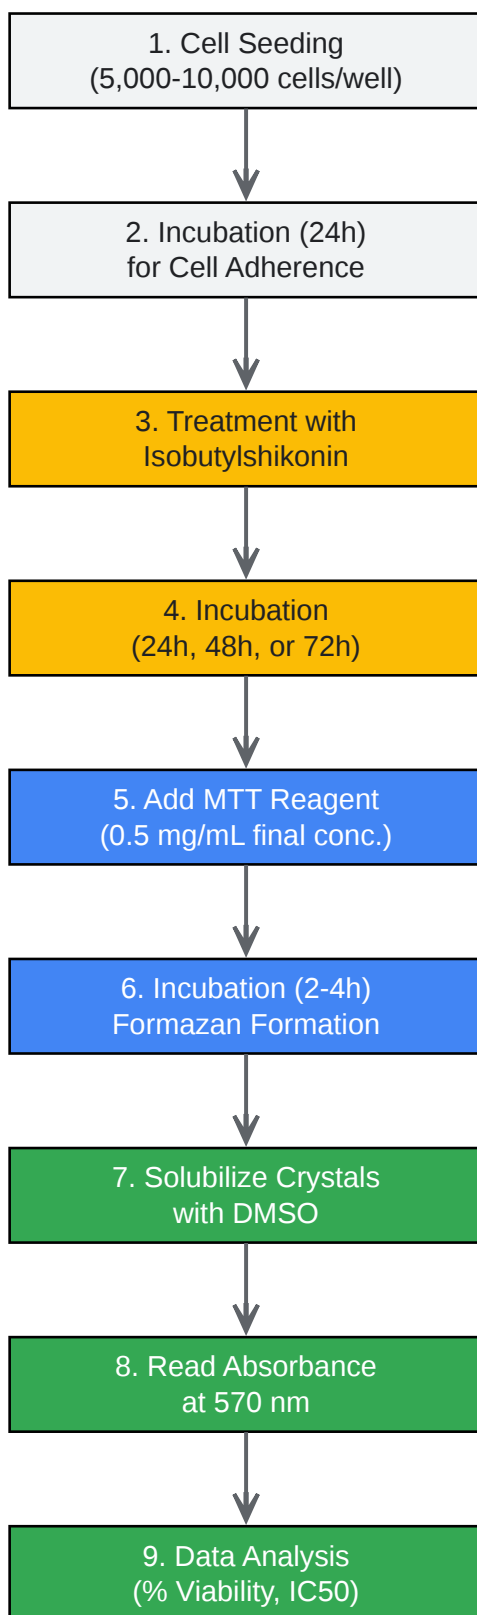 1. Cell Seeding
(5,000-10,000 cells/well)
2. Incubation (24h)
for Cell Adherence
3. Treatment with
Isobutylshikonin
4. Incubation
(24h, 48h, or 72h)
5. Add MTT Reagent
(0.5 mg/mL final conc.)
6. Incubation (2-4h)
Formazan Formation
7. Solubilize Crystals
with DMSO
8. Read Absorbance
at 570 nm
9. Data Analysis
(% Viability, IC50)